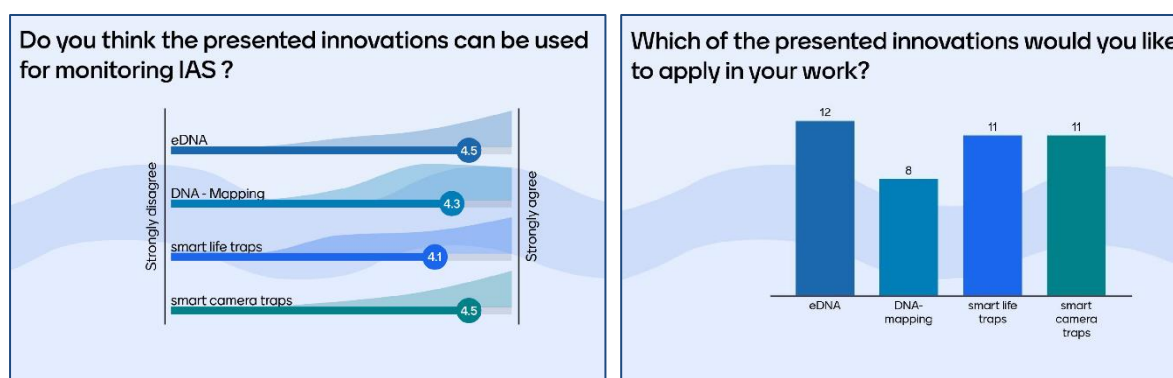 Do you think the presented innovations can be used
for monitoring IAS ?
Strongly disagree
eDNA
4.5
DNA - Mapping
4.3
smart life traps
4.1
smart camera traps
4.5
Strongly agree
Which of the presented innovations would you like
to apply in your work?
12
8
11
11
eDNA
DNA-
mapping
smart life
traps
smart
camera
traps